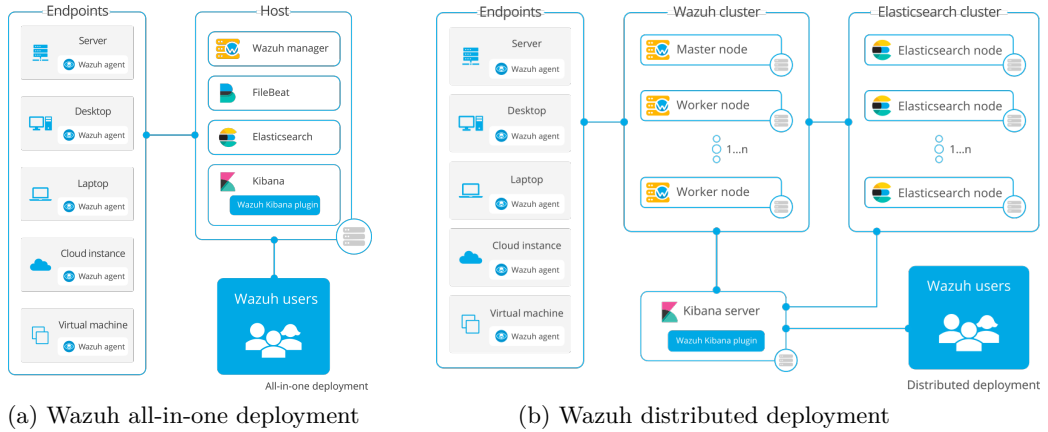 Endpoints
Server
Wazuh agent
Desktop
Wazuh agent
Laptop
Wazuh agent
Cloud instance
Wazuh agent
Virtual machine
Wazuh agent
Host
Wazuh manager
FileBeat
Elasticsearch
Kibana
Wazuh Kibana plugin
Wazuh users
All-in-one deployment
(a) Wazuh all-in-one deployment
Endpoints
Server
Wazuh agent
Desktop
Wazuh agent
Laptop
Wazuh agent
Cloud instance
Wazuh agent
Virtual machine
Wazuh agent
Wazuh cluster
Master node
Worker node
1...n
Worker node
Elasticsearch cluster
Elasticsearch node
Elasticsearch node
1...n
Elasticsearch node
Kibana server
Wazuh Kibana plugin
Wazuh users
Distributed deployment
(b) Wazuh distributed deployment